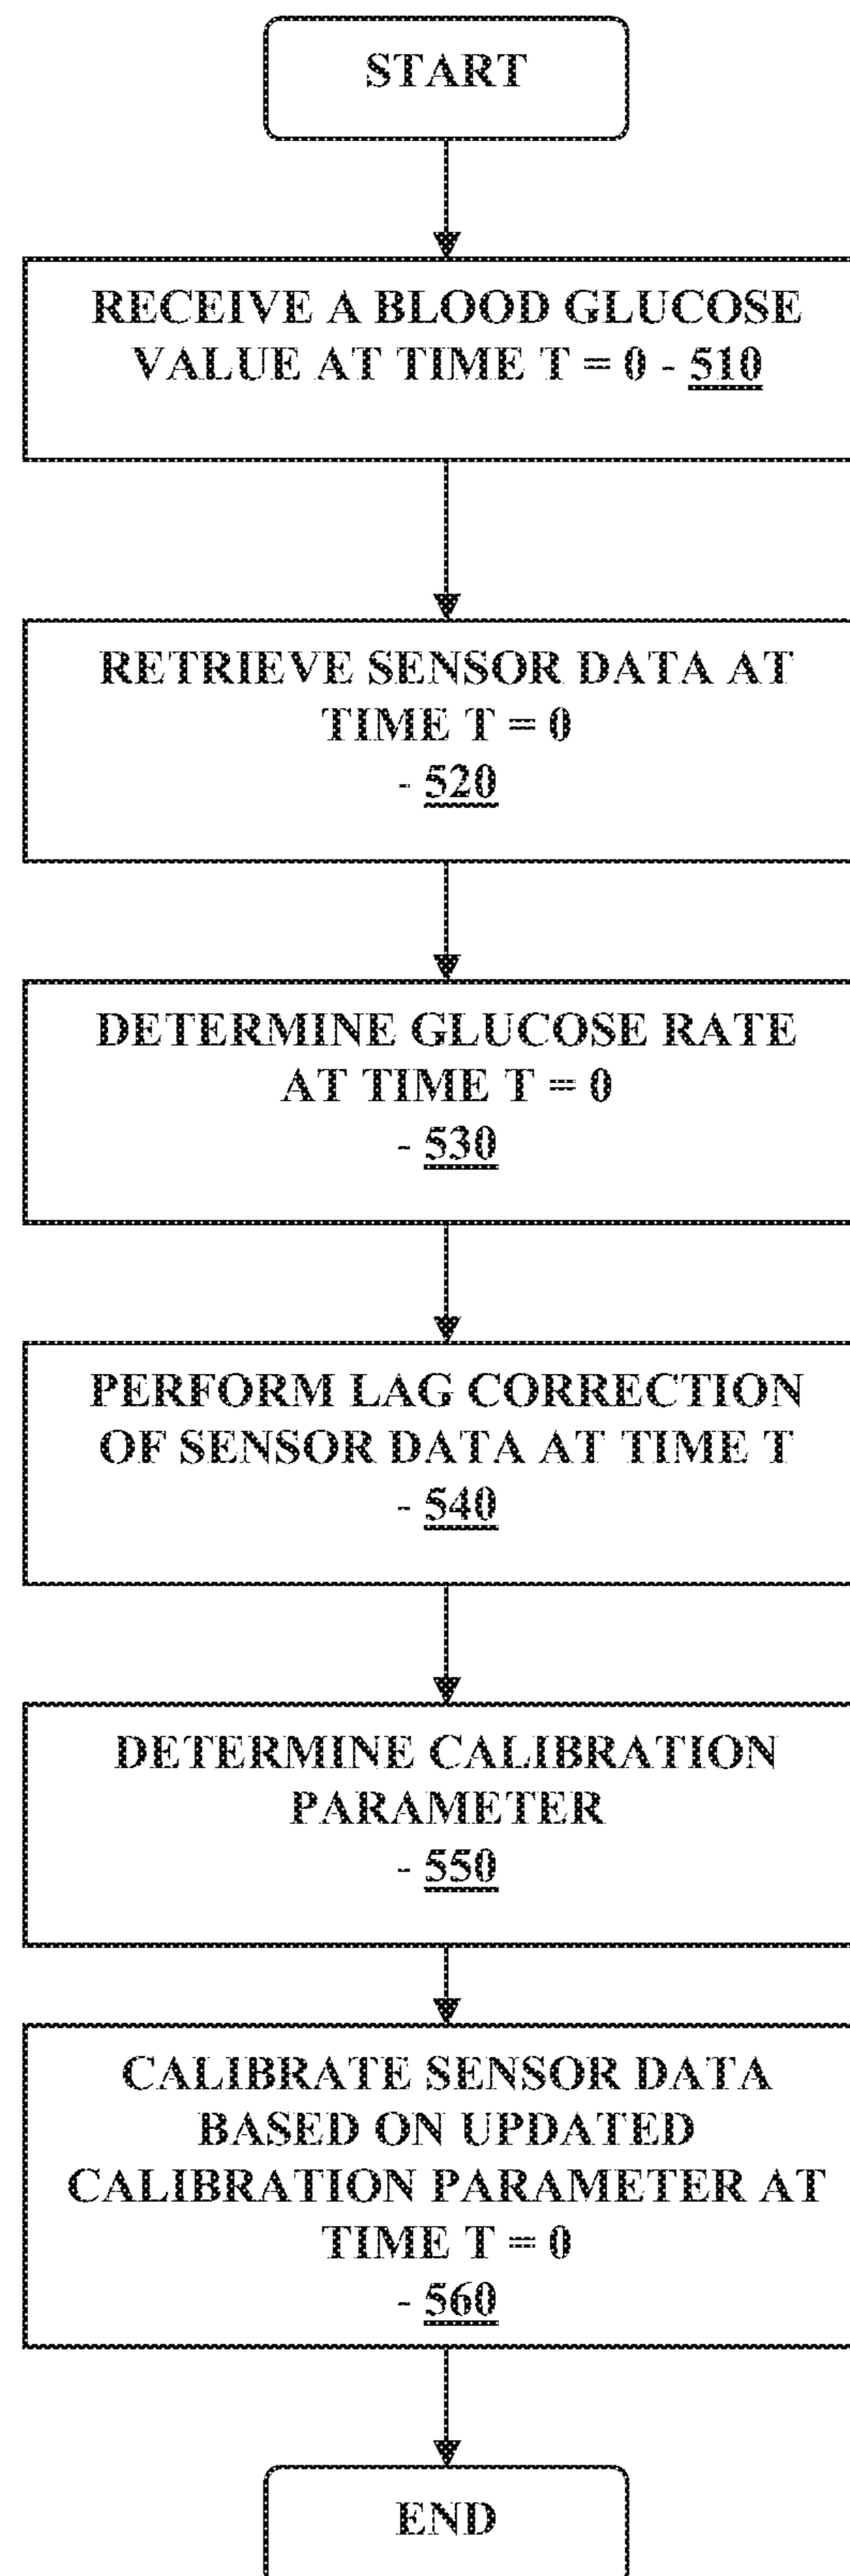 START
RECEIVE A BLOOD GLUCOSE
VALUE AT TIME T = 0 - 510
RETRIEVE SENSOR DATA AT
TIME T = 0
- 520
DETERMINE GLUCOSE RATE
AT TIME T = 0
- 530
PERFORM LAG CORRECTION
OF SENSOR DATA AT TIME T
- 540
DETERMINE CALIBRATION
PARAMETER
- 550
CALIBRATE SENSOR DATA
BASED ON UPDATED
CALIBRATION PARAMETER AT
TIME T = 0
- 560
END